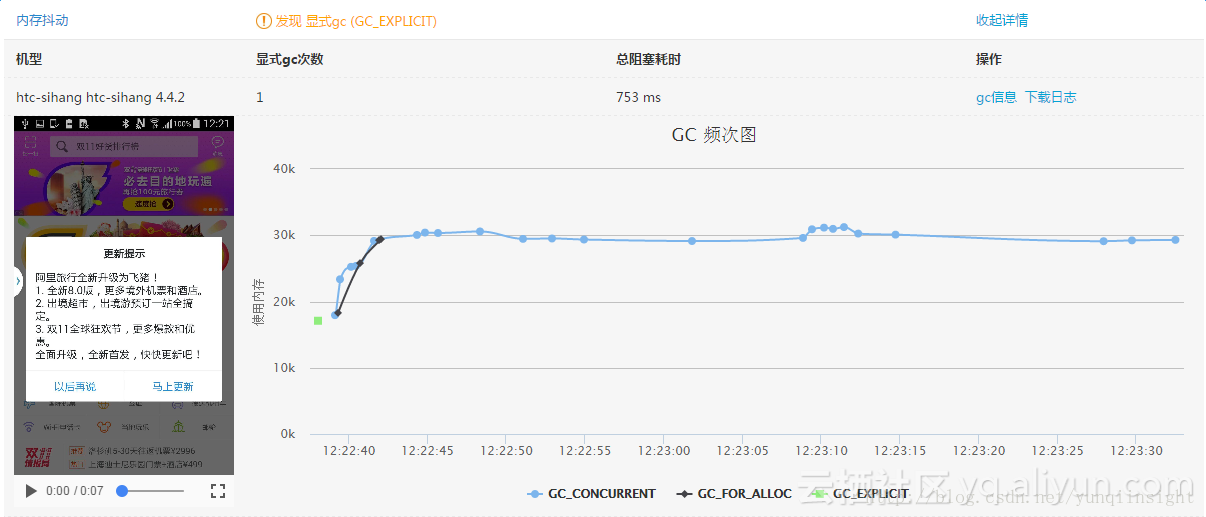 内存抖动
发现 显式gc (GC_EXPLICIT)
收起详情
机型
显式gc次数
总阻塞耗时
操作
htc-sihang htc-sihang 4.4.2
1
753 ms
gc信息 下载日志
100% 12:21
双11好货排行榜
必去目的地玩遍
更新提示
阿里旅行全新升级为飞猪！
1. 全新8.0版，更多境外机票和酒店。
2. 出境超市，出境游预订一站全搞
定。
3. 双11全球狂欢节，更多爆款和优
惠。
全面升级，全新首发，快快更新吧！
以后再说
马上更新
0:00 / 0:07
GC 频次图
使用内存
40k
30k
20k
10k
0k
12:22:40
12:22:45
12:22:50
12:22:55
12:23:00
12:23:05
12:23:10
12:23:15
12:23:20
12:23:25
12:23:30
GC_CONCURRENT
GC_FOR_ALLOC
GC_EXPLICIT
云栖社区 yq.aliyun.com
http://blog.csdn.net/yunqiinsight